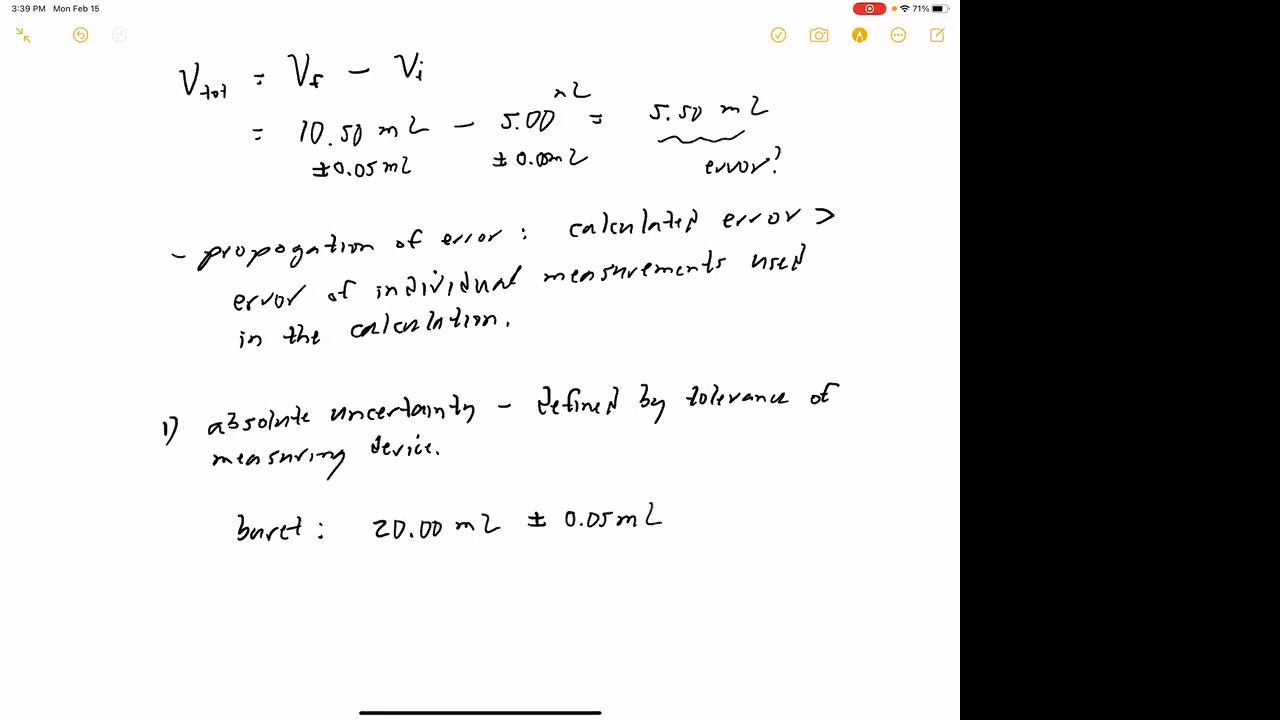 3:39 PM Mon Feb 15
71%
V_tot = V_f - V_i
= 10.50 mL - 5.00 mL = 5.50 mL
±0.05 mL ± 0.00mL error?
- propogation of error: calculated error >
error of individual measurements used
in the calculation.
1) absolute uncertainty - defined by tolerance of
measuring device.
buret: 20.00 mL ± 0.05 mL